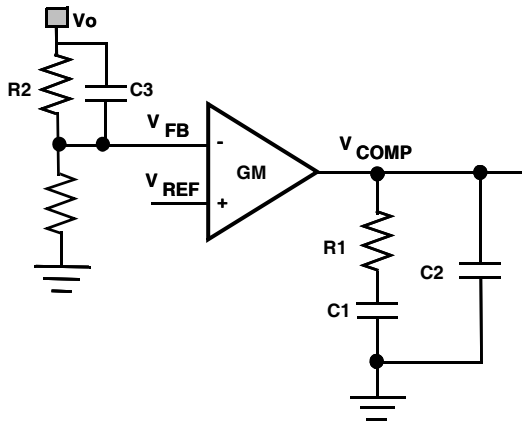 Vo
R2
C3
V FB
-
GM
V COMP
V REF
+
R1
C2
C1